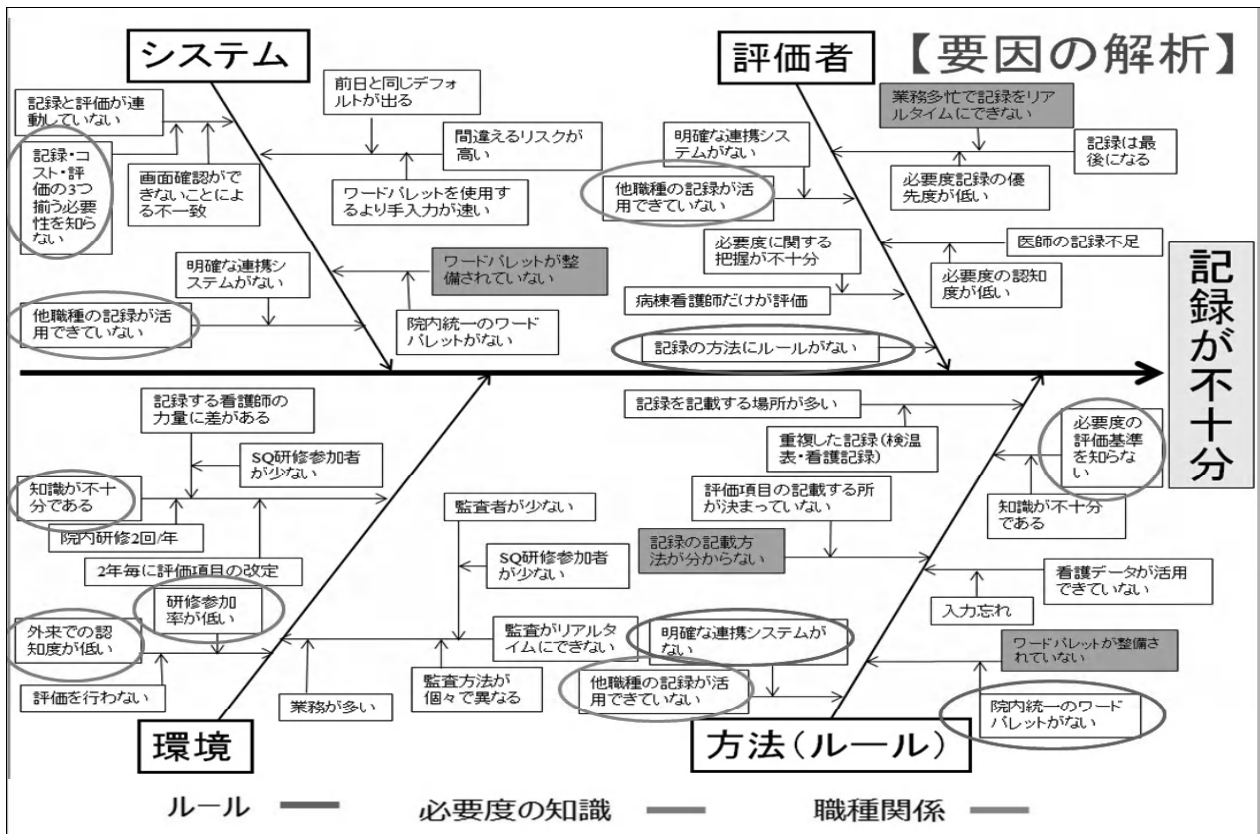 【要因の解析】
システム
記録と評価が連
動していない
記録・コ
スト・評
価の3つ
揃う必要
性を知ら
ない
画面確認がで
きないことによ
る不一致
前日と同じデフォ
ルトが出る
間違えるリスクが
高い
ワードパレットを使用す
るより手入力が速い
明確な連携シ
ステムがない
他職種の記録が活
用できていない
ワードパレットが整
備されていない
院内統一のワード
パレットがない
評価者
業務多忙で記録をリア
ルタイムにできない
明確な連携シス
テムがない
他職種の記録が活
用できていない
記録は最
後になる
必要度記録の優
先度が低い
必要度に関する
把握が不十分
病棟看護師だけが評価
医師の記録不足
必要度の認知
度が低い
記録の方法にルールがない
記録が不十分
記録する看護師の
力量に差がある
SQ研修参加者
が少ない
知識が不十
分である
院内研修2回/年
2年毎に評価項目の改定
研修参加
率が低い
外来での認
知度が低い
評価を行わない
監査者が少ない
SQ研修参加者
が少ない
監査がリアルタ
イムにできない
監査方法が
個々で異なる
業務が多い
環境
記録を記載する場所が多い
重複した記録(検温
表・看護記録)
必要度の
評価基準
を知らな
い
知識が不十分
である
評価項目の記載する所
が決まっていない
記録の記載方
法が分からない
看護データが活用
できていない
入力忘れ
明確な連携システムが
ない
他職種の記録が活
用できていない
ワードパレットが整備さ
れていない
院内統一のワード
パレットがない
方法(ルール)
ルール
必要度の知識
職種関係